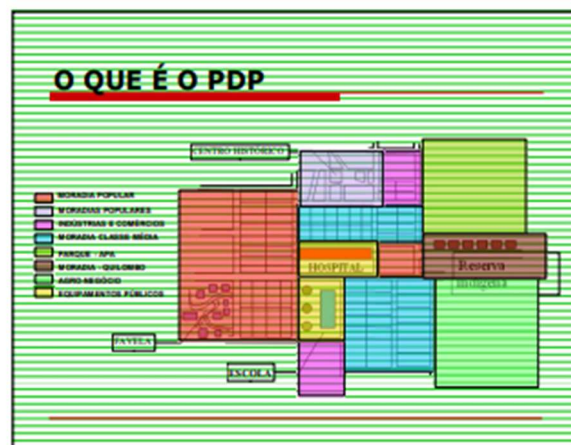 O QUE É O PDP
CENTRO HISTÓRICO
MORADIA POPULAR
MORADIAS POPULARES
INDÚSTRIAS E COMÉRCIOS
MORADIA CLASSE MÉDIA
PARQUE - APA
MORADIA - QUILOMBO
AGRO-NEGÓCIO
EQUIPAMENTOS PÚBLICOS
HOSPITAL
Reserva
indígena
FAVELA
ESCOLA